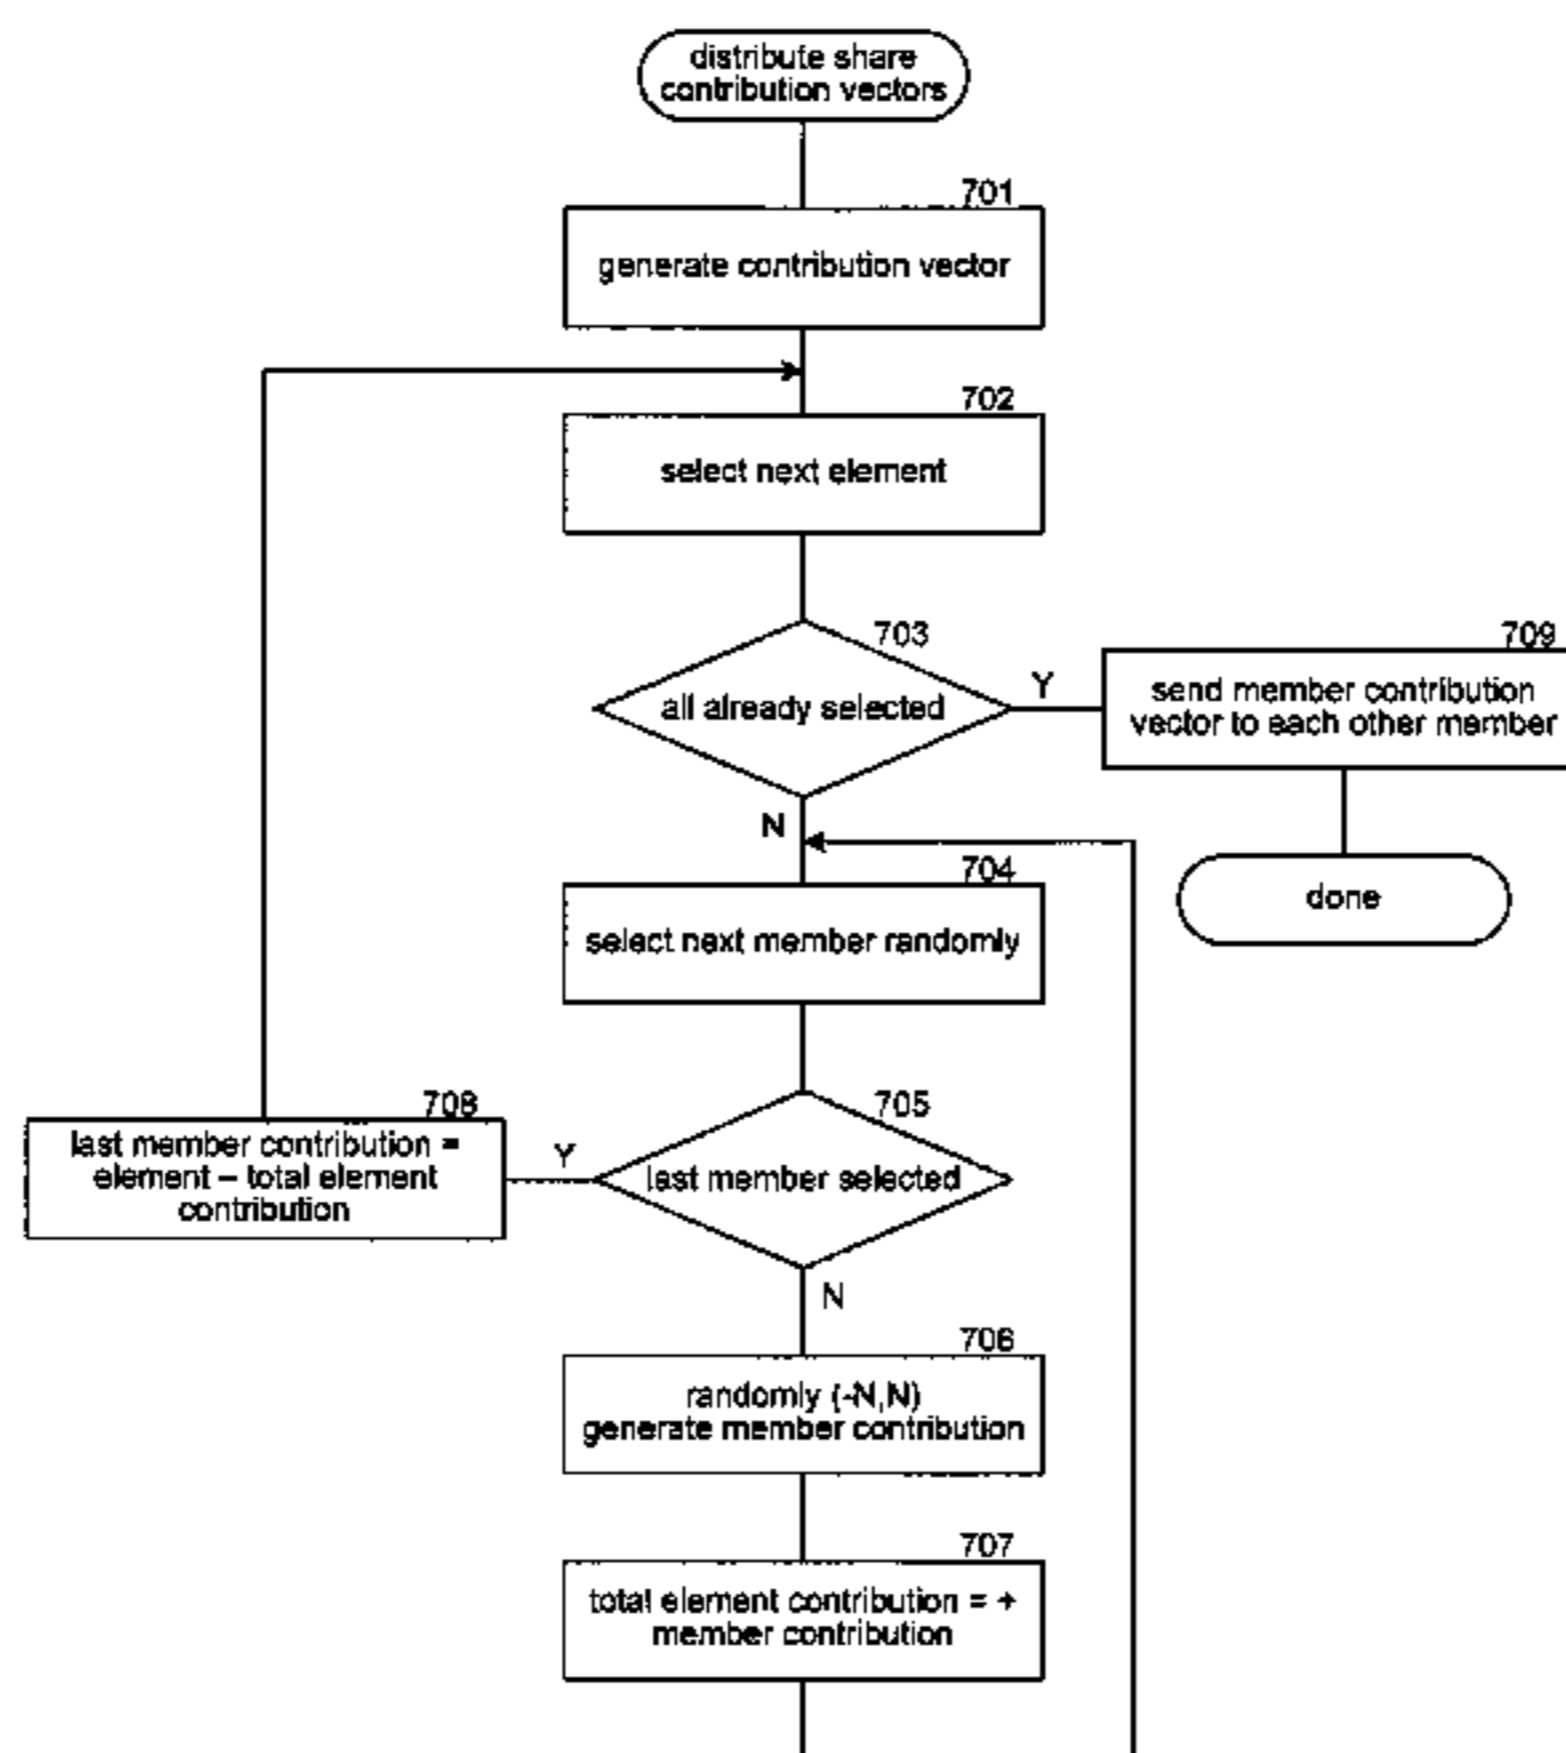 distribute share
contribution vectors
701
generate contribution vector
702
select next element
703
all already selected
Y
709
send member contribution
vector to each other member
done
N
704
select next member randomly
705
last member selected
Y
708
last member contribution =
element – total element
contribution
N
706
randomly (-N,N)
generate member contribution
707
total element contribution = +
member contribution